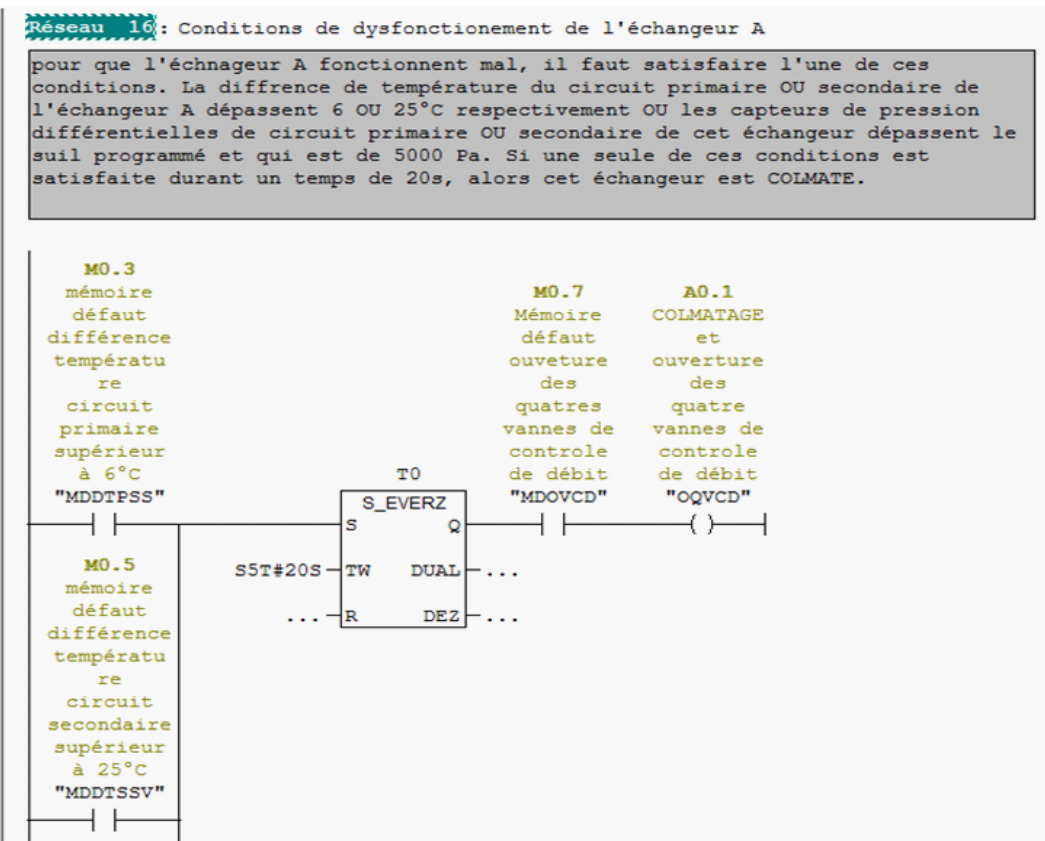 Réseau 16: Conditions de dysfonctionement de l'échangeur A
pour que l'échnageur A fonctionnent mal, il faut satisfaire l'une de ces
conditions. La diffrence de température du circuit primaire OU secondaire de
l'échangeur A dépassent 6 OU 25°C respectivement OU les capteurs de pression
différentielles de circuit primaire OU secondaire de cet échangeur dépassent le
suil programmé et qui est de 5000 Pa. Si une seule de ces conditions est
satisfaite durant un temps de 20s, alors cet échangeur est COLMATE.
M0.3
mémoire
défaut
différence
températu
re
circuit
primaire
supérieur
à 6°C
"MDDTPSS"
T0
S_EVERZ
S Q
S5T#20S TW DUAL ...
... R DEZ ...
M0.7
Mémoire
défaut
ouveture
des
quatres
vannes de
controle
de débit
"MDOVCD"
A0.1
COLMATAGE
et
ouverture
des
quatre
vannes de
controle
de débit
"OQVCD"
M0.5
mémoire
défaut
différence
températu
re
circuit
secondaire
supérieur
à 25°C
"MDDTSSV"